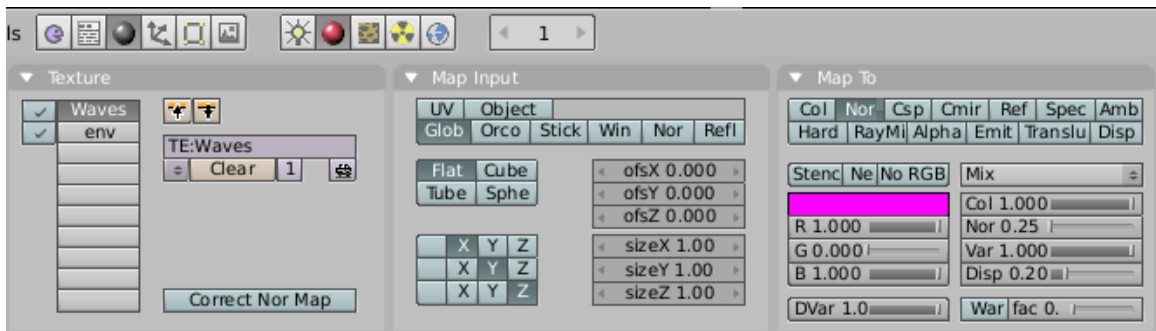 ls 1
Texture Map Input Map To
Waves UV Object Col Nor Csp Cmir Ref Spec Amb
env TE:Waves Glob Orco Stick Win Nor Refl Hard RayMi Alpha Emit Translu Disp
Clear 1 Flat Cube ofsX 0.000 Stenc Ne No RGB Mix
Tube Sphe ofsY 0.000 Col 1.000
ofsZ 0.000 R 1.000 Nor 0.25
X Y Z sizeX 1.00 G 0.000 Var 1.000
X Y Z sizeY 1.00 B 1.000 Disp 0.20
Correct Nor Map X Y Z sizeZ 1.00 DVar 1.0 War fac 0.